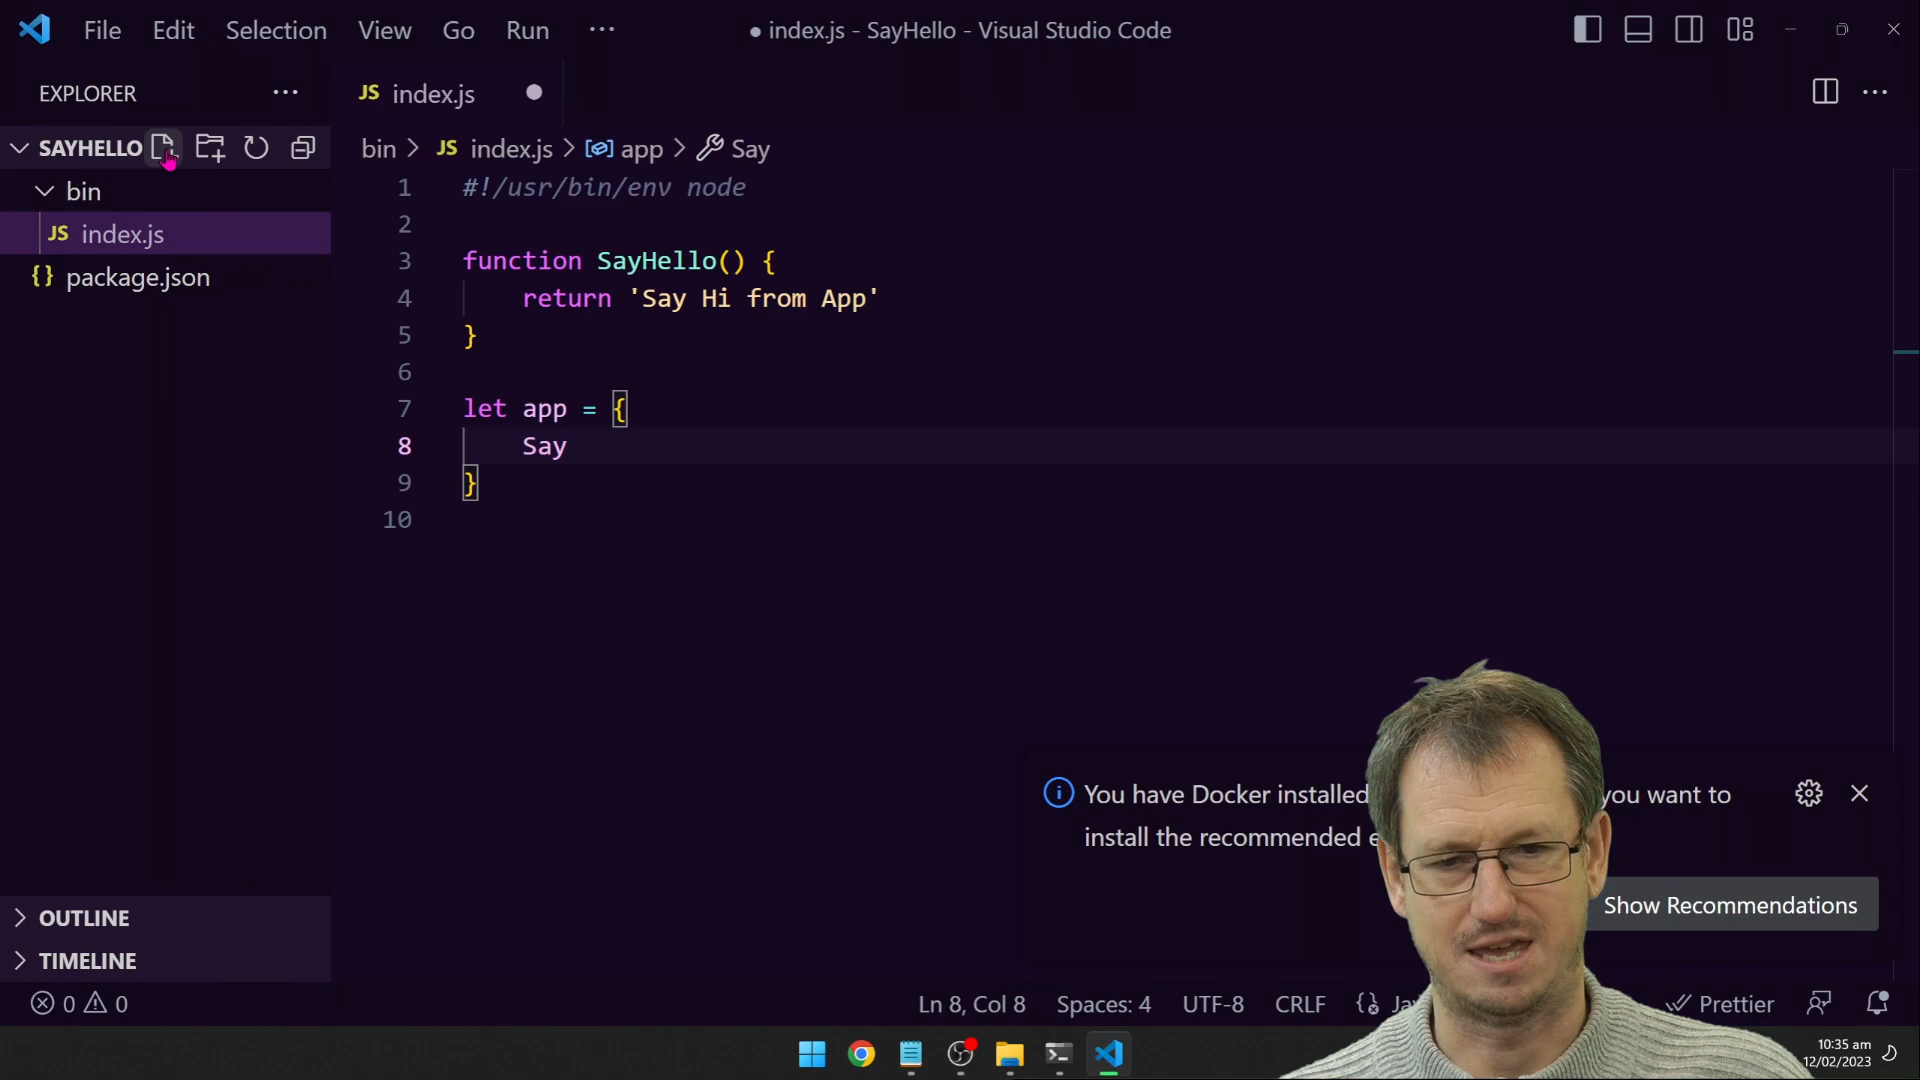 File Edit Selection View Go Run ···
● index.js - SayHello - Visual Studio Code
EXPLORER ···
JS index.js ●
SAYHELLO
bin > JS index.js > app > Say
bin
JS index.js
{} package.json
1 #!/usr/bin/env node
2
3 function SayHello() {
4 return 'Say Hi from App'
5 }
6
7 let app = {
8 Say
9 }
10
You have Docker installed you want to
install the recommended
Show Recommendations
OUTLINE
TIMELINE
0 0 Ln 8, Col 8 Spaces: 4 UTF-8 CRLF Prettier
10:35 am
12/02/2023